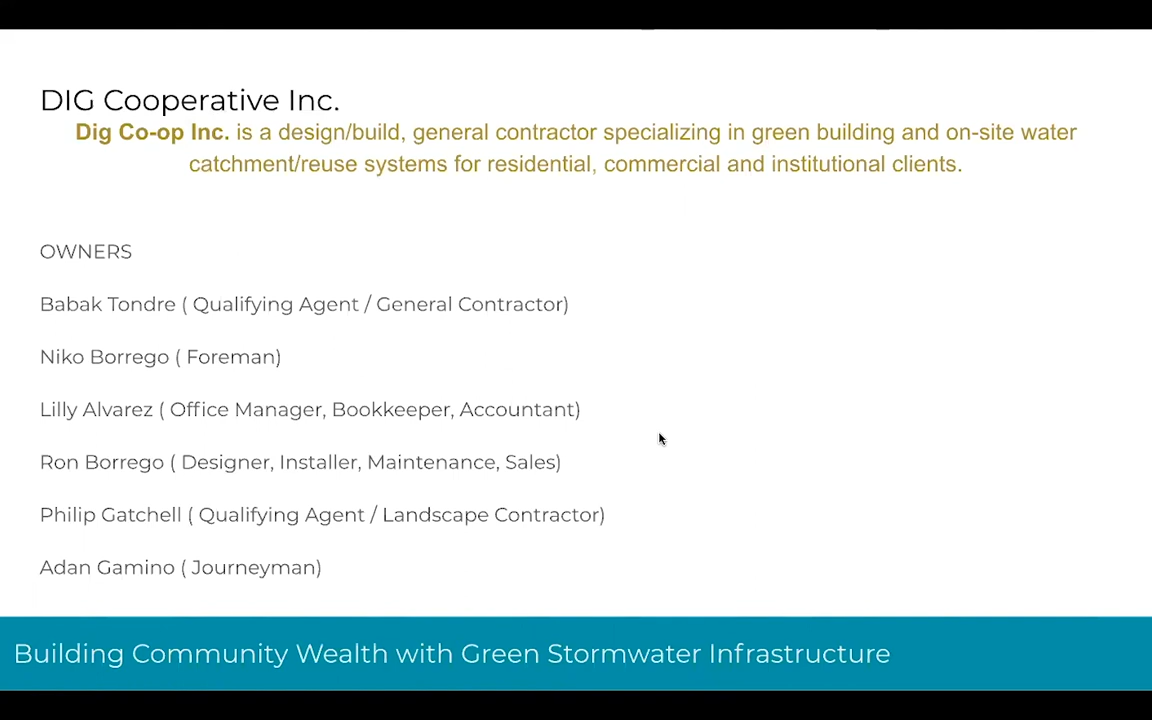 DIG Cooperative Inc.
Dig Co-op Inc. is a design/build, general contractor specializing in green building and on-site water
catchment/reuse systems for residential, commercial and institutional clients.
OWNERS
Babak Tondre ( Qualifying Agent / General Contractor)
Niko Borrego ( Foreman)
Lilly Alvarez ( Office Manager, Bookkeeper, Accountant)
Ron Borrego ( Designer, Installer, Maintenance, Sales)
Philip Gatchell ( Qualifying Agent / Landscape Contractor)
Adan Gamino ( Journeyman)
Building Community Wealth with Green Stormwater Infrastructure